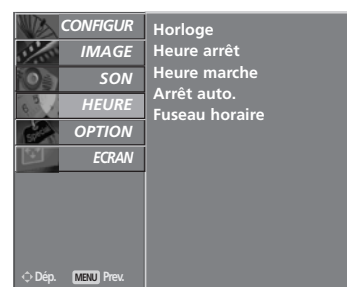 CONFIGUR
IMAGE
SON
HEURE
OPTION
ECRAN
Horloge
Heure arrêt
Heure marche
Arrêt auto.
Fuseau horaire
Dép. MENU Prev.